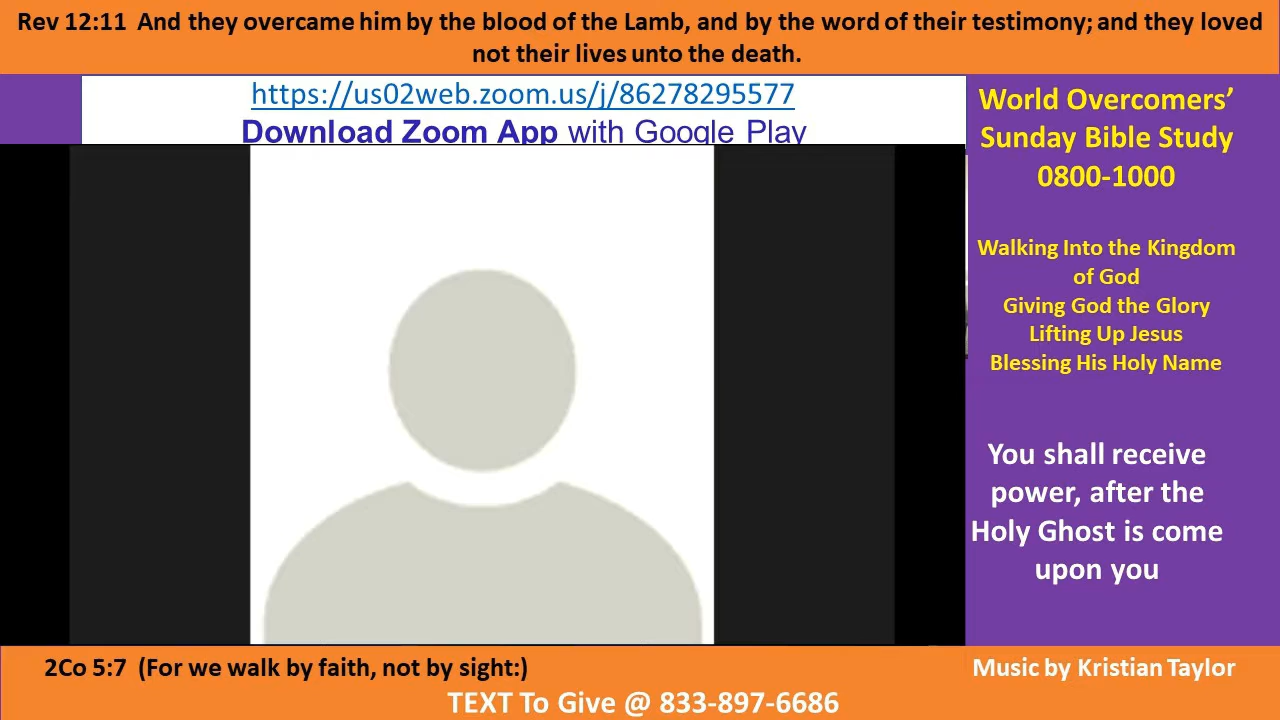 Rev 12:11  And they overcame him by the blood of the Lamb, and by the word of their testimony; and they loved
not their lives unto the death.
https://us02web.zoom.us/j/86278295577
Download Zoom App with Google Play
World Overcomers’
Sunday Bible Study
0800-1000
Walking Into the Kingdom
of God
Giving God the Glory
Lifting Up Jesus
Blessing His Holy Name
You shall receive
power, after the
Holy Ghost is come
upon you
2Co 5:7  (For we walk by faith, not by sight:)
Music by Kristian Taylor
TEXT To Give @ 833-897-6686